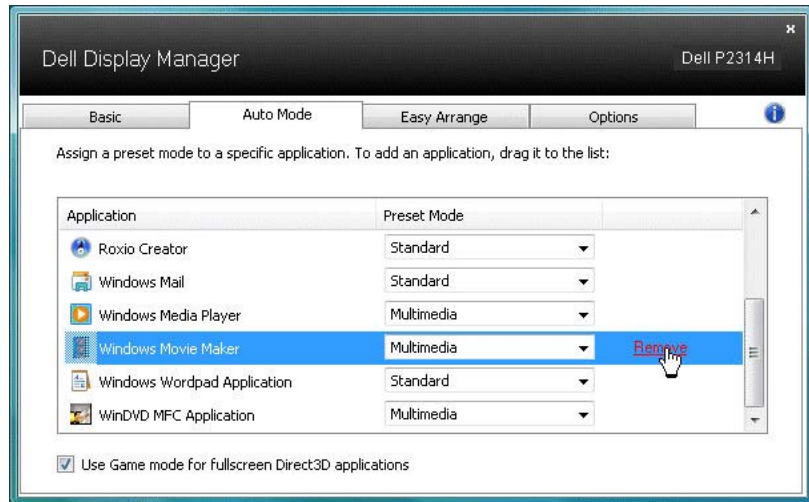 x
Dell Display Manager
Dell P2314H
Basic Auto Mode Easy Arrange Options i
Assign a preset mode to a specific application. To add an application, drag it to the list:
Application Preset Mode
Roxio Creator Standard
Windows Mail Standard
Windows Media Player Multimedia
Windows Movie Maker Multimedia Remove
Windows Wordpad Application Standard
WinDVD MFC Application Multimedia
Use Game mode for fullscreen Direct3D applications